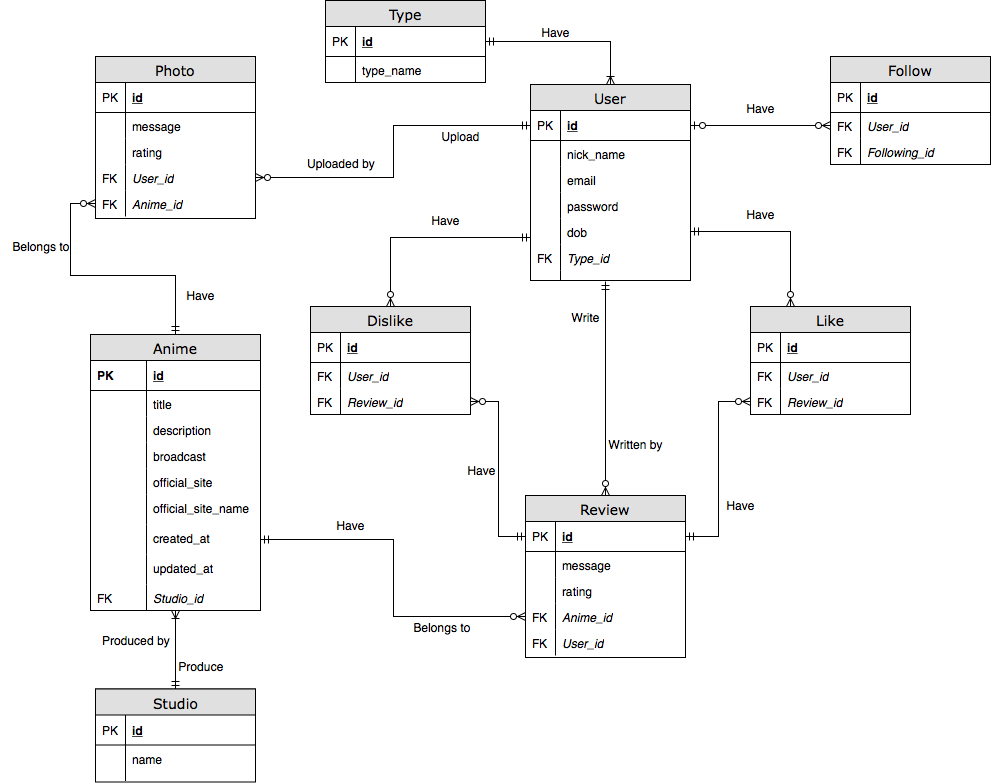 Type
PK id
type_name
Have
Photo
PK id
message
rating
FK User_id
FK Anime_id
User
PK id
nick_name
email
password
dob
FK Type_id
Follow
PK id
FK User_id
FK Following_id
Have
Upload
Uploaded by
Have
Have
Belongs to
Have
Write
Dislike
PK id
FK User_id
FK Review_id
Like
PK id
FK User_id
FK Review_id
Anime
PK id
title
description
broadcast
official_site
official_site_name
created_at
updated_at
FK Studio_id
Written by
Have
Have
Have
Belongs to
Review
PK id
message
rating
FK Anime_id
FK User_id
Produced by
Produce
Studio
PK id
name